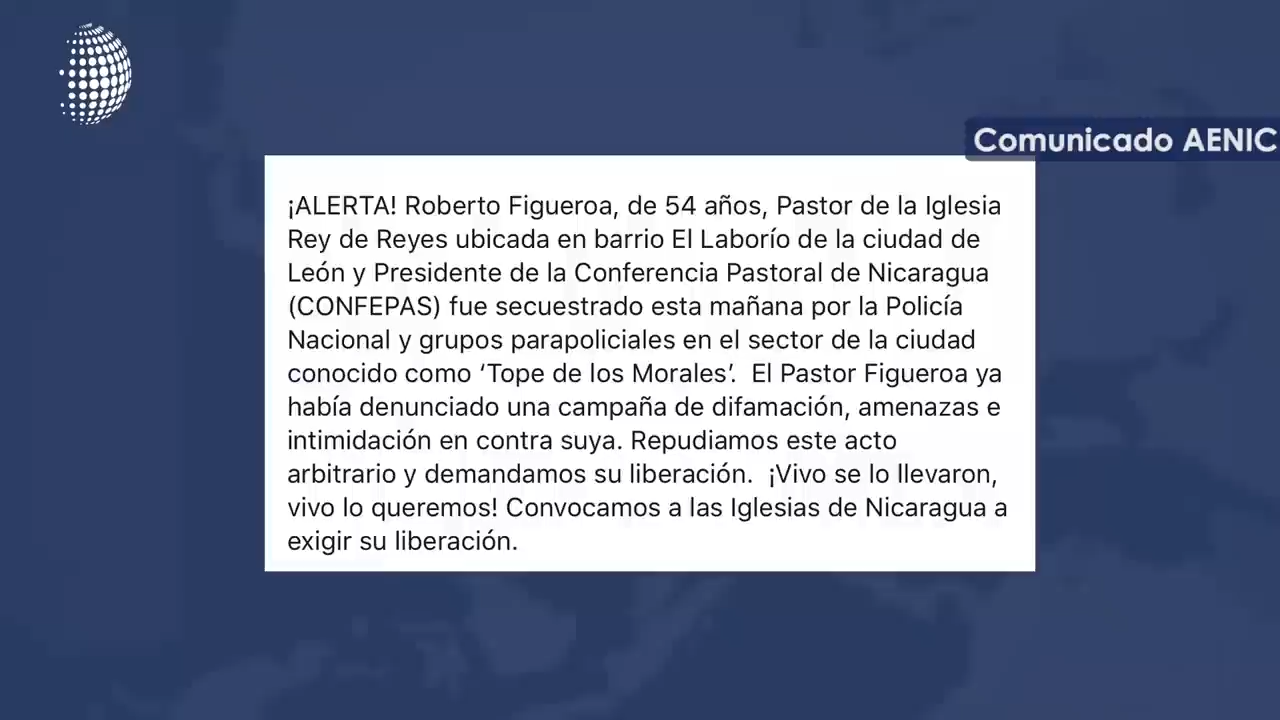 Comunicado AENIC
¡ALERTA! Roberto Figueroa, de 54 años, Pastor de la Iglesia
Rey de Reyes ubicada en barrio El Laborío de la ciudad de
León y Presidente de la Conferencia Pastoral de Nicaragua
(CONFEPAS) fue secuestrado esta mañana por la Policía
Nacional y grupos parapoliciales en el sector de la ciudad
conocido como ‘Tope de los Morales’.  El Pastor Figueroa ya
había denunciado una campaña de difamación, amenazas e
intimidación en contra suya. Repudiamos este acto
arbitrario y demandamos su liberación.  ¡Vivo se lo llevaron,
vivo lo queremos! Convocamos a las Iglesias de Nicaragua a
exigir su liberación.